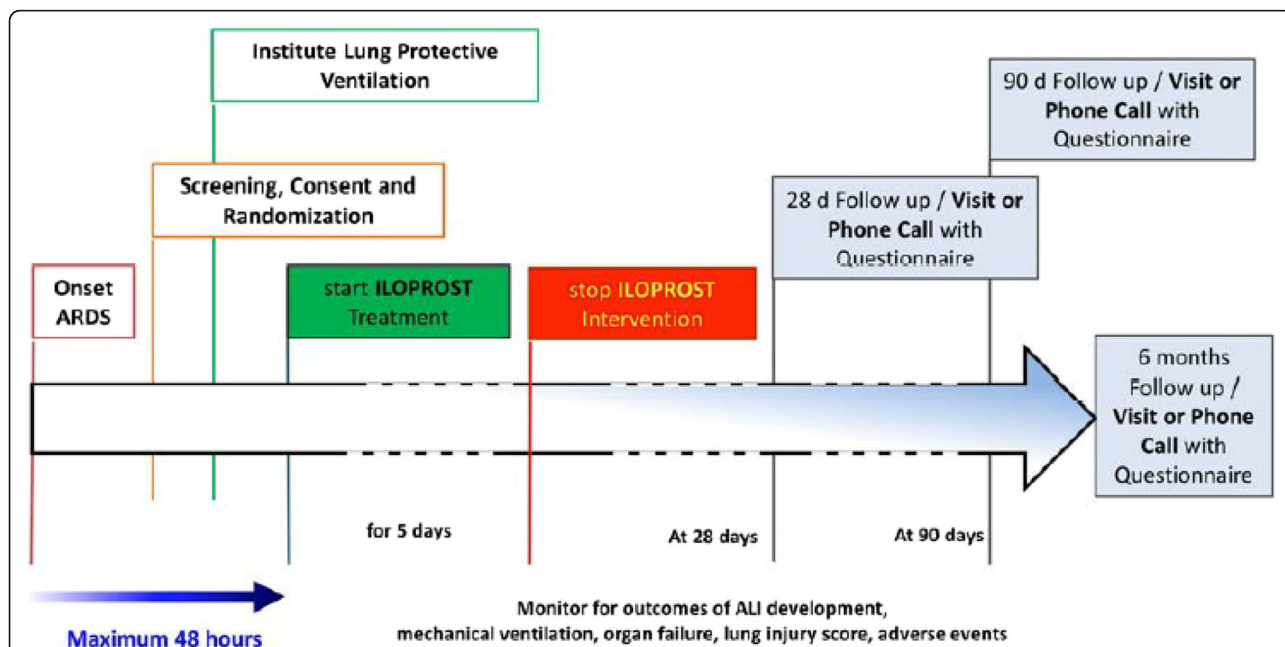 Institute Lung Protective
Ventilation
90 d Follow up / Visit or
Phone Call with
Questionnaire
Screening, Consent and
Randomization
28 d Follow up / Visit or
Phone Call with
Questionnaire
Onset
ARDS
start ILOPROST
Treatment
stop ILOPROST
Intervention
6 months
Follow up /
Visit or Phone
Call with
Questionnaire
for 5 days
At 28 days
At 90 days
Maximum 48 hours
Monitor for outcomes of ALI development,
mechanical ventilation, organ failure, lung injury score, adverse events